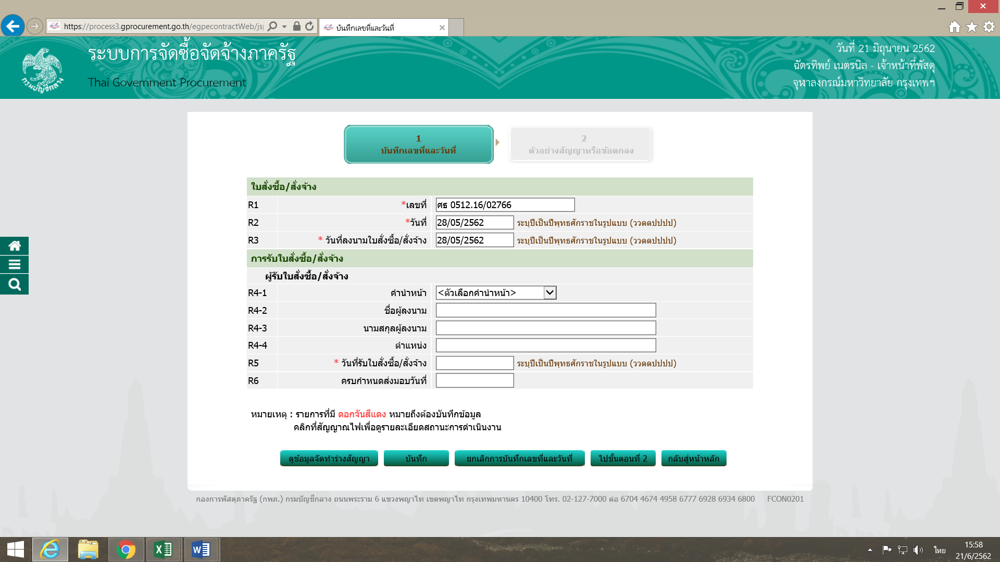 https://process3.gprocurement.go.th/egpecontractWeb/js
บันทึกเลขที่และวันที่
ระบบการจัดซื้อจัดจ้างภาครัฐ
Thai Government Procurement
กรมบัญชีกลาง
วันที่ 21 มิถุนายน 2562
ฉัตรทิพย์ เนตรนิล - เจ้าหน้าที่พัสดุ
จุฬาลงกรณ์มหาวิทยาลัย กรุงเทพฯ
1
บันทึกเลขที่และวันที่
2
ตัวอย่างสัญญาหรือข้อตกลง
ใบสั่งซื้อ/สั่งจ้าง
R1 *เลขที่ ศธ 0512.16/02766
R2 *วันที่ 28/05/2562 ระบุปีเป็นปีพุทธศักราชในรูปแบบ (ววดดปปปป)
R3 * วันที่ลงนามใบสั่งซื้อ/สั่งจ้าง 28/05/2562 ระบุปีเป็นปีพุทธศักราชในรูปแบบ (ววดดปปปป)
การรับใบสั่งซื้อ/สั่งจ้าง
ผู้รับใบสั่งซื้อ/สั่งจ้าง
R4-1 คำนำหน้า <ตัวเลือกคำนำหน้า>
R4-2 ชื่อผู้ลงนาม
R4-3 นามสกุลผู้ลงนาม
R4-4 ตำแหน่ง
R5 * วันที่รับใบสั่งซื้อ/สั่งจ้าง ระบุปีเป็นปีพุทธศักราชในรูปแบบ (ววดดปปปป)
R6 ครบกำหนดส่งมอบวันที่
หมายเหตุ : รายการที่มี ดอกจันสีแดง หมายถึงต้องบันทึกข้อมูล
คลิกที่สัญญาณไฟเพื่อดูรายละเอียดสถานะการดำเนินงาน
ดูข้อมูลจัดทำร่างสัญญา บันทึก ยกเลิกการบันทึกเลขที่และวันที่ ไปขั้นตอนที่ 2 กลับสู่หน้าหลัก
กองการพัสดุภาครัฐ (กพภ.) กรมบัญชีกลาง ถนนพระราม 6 แขวงพญาไท เขตพญาไท กรุงเทพมหานคร 10400 โทร. 02-127-7000 ต่อ 6704 4674 4958 6777 6928 6934 6800 FCON0201
ไทย
15:58
21/6/2562